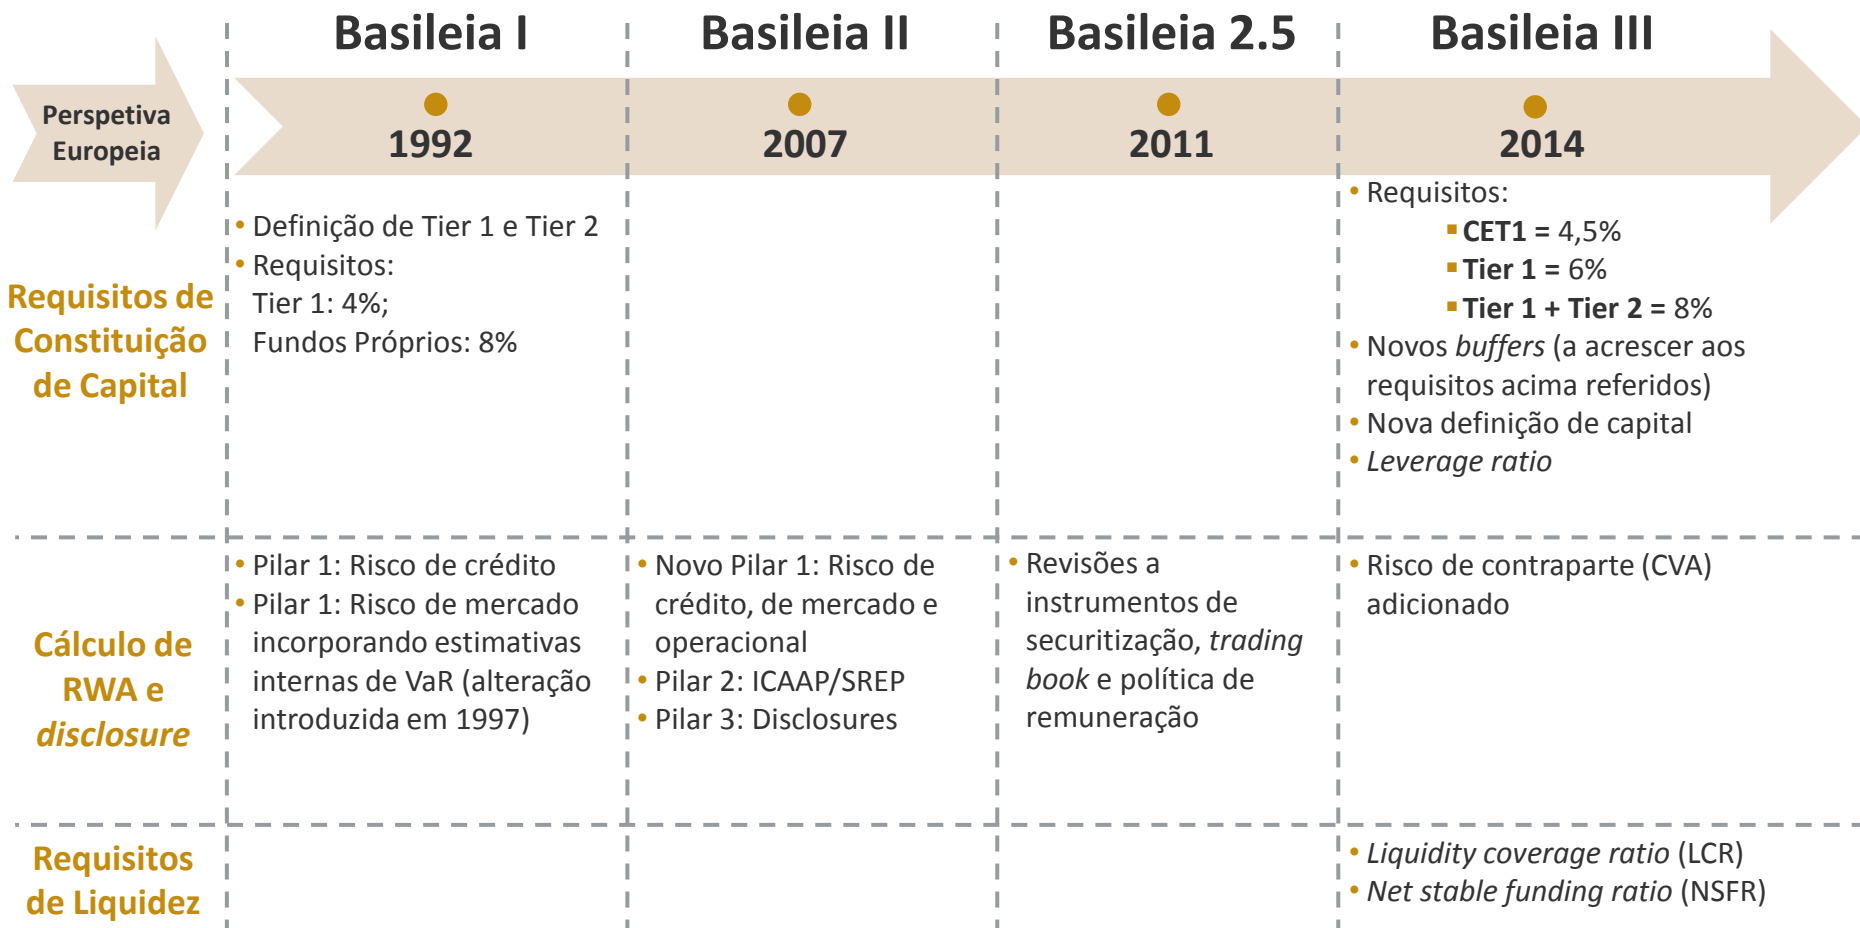 Basileia I
Basileia II
Basileia 2.5
Basileia III
Perspetiva
Europeia
1992
2007
2011
2014
Requisitos de
Constituição
de Capital
• Definição de Tier 1 e Tier 2
• Requisitos:
Tier 1: 4%;
Fundos Próprios: 8%
• Requisitos:
▪ CET1 = 4,5%
▪ Tier 1 = 6%
▪ Tier 1 + Tier 2 = 8%
• Novos buffers (a acrescer aos
requisitos acima referidos)
• Nova definição de capital
• Leverage ratio
Cálculo de
RWA e
disclosure
• Pilar 1: Risco de crédito
• Pilar 1: Risco de mercado
incorporando estimativas
internas de VaR (alteração
introduzida em 1997)
• Novo Pilar 1: Risco de
crédito, de mercado e
operacional
• Pilar 2: ICAAP/SREP
• Pilar 3: Disclosures
• Revisões a
instrumentos de
securitização, trading
book e política de
remuneração
• Risco de contraparte (CVA)
adicionado
Requisitos
de Liquidez
• Liquidity coverage ratio (LCR)
• Net stable funding ratio (NSFR)